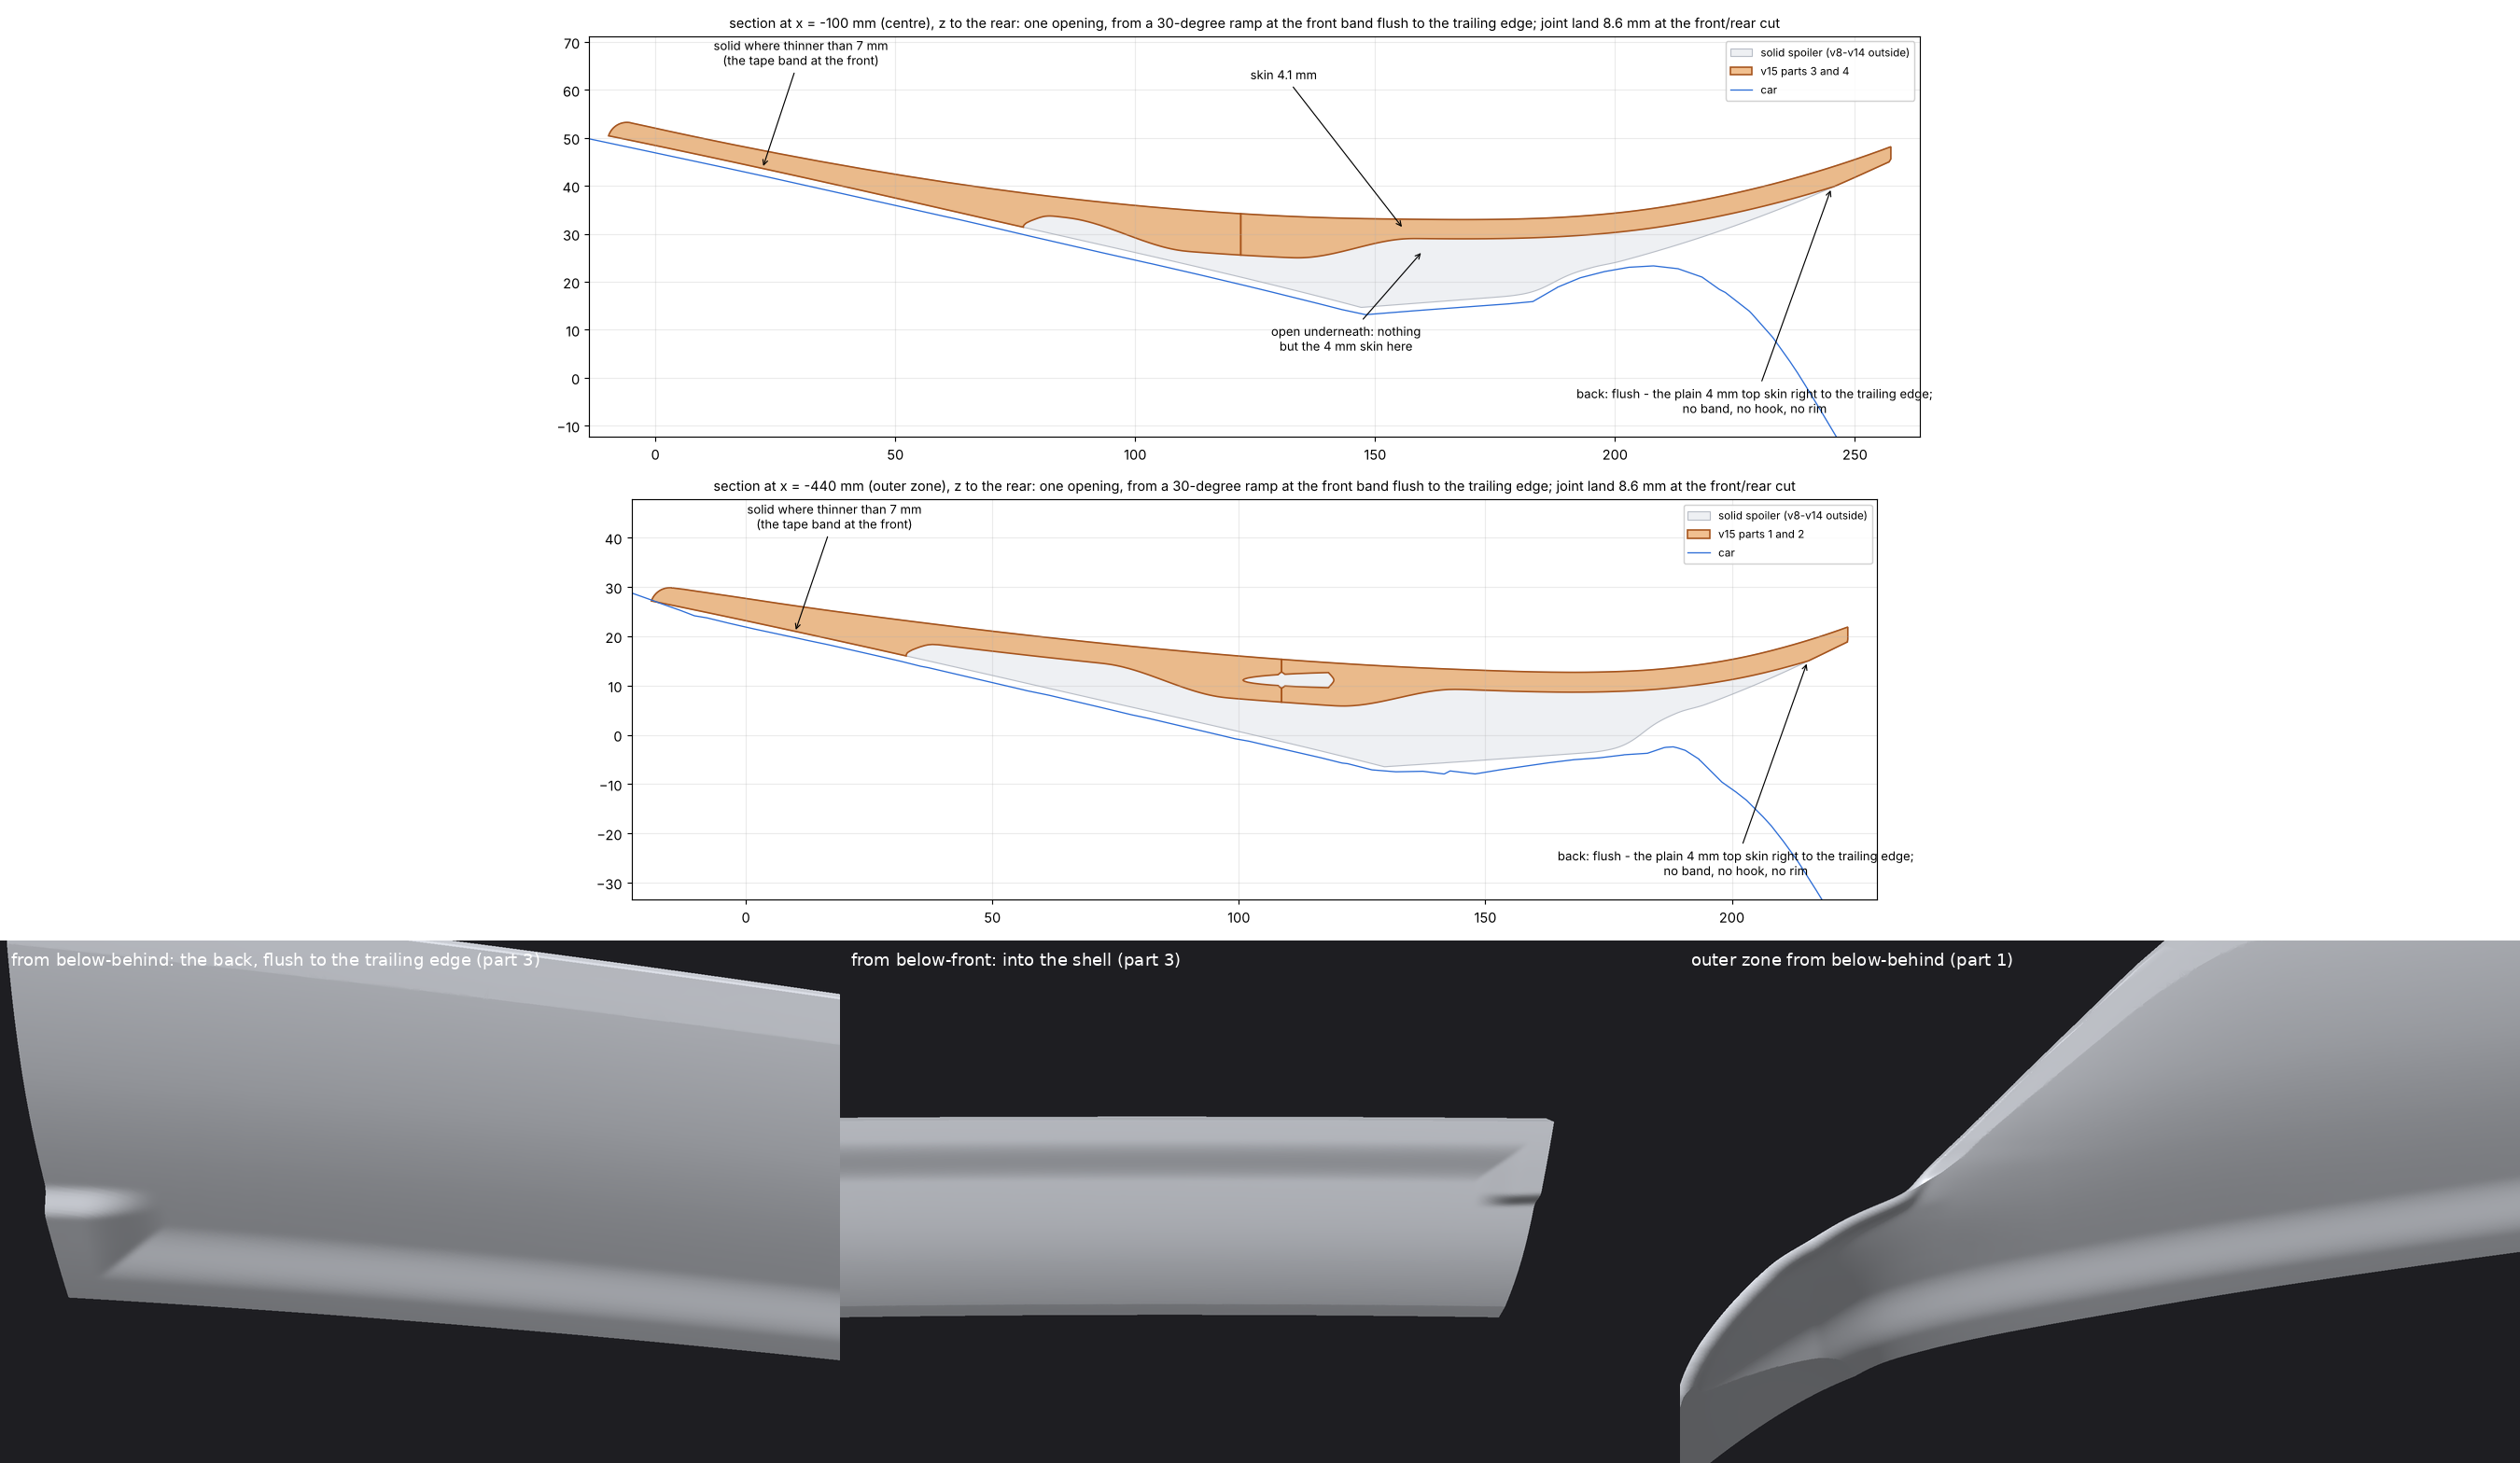 section at x = -100 mm (centre), z to the rear: one opening, from a 30-degree ramp at the front band flush to the trailing edge; joint land 8.6 mm at the front/rear cut
solid where thinner than 7 mm
(the tape band at the front)
skin 4.1 mm
solid spoiler (v8-v14 outside)
v15 parts 3 and 4
car
open underneath: nothing
but the 4 mm skin here
back: flush - the plain 4 mm top skin right to the trailing edge;
no band, no hook, no rim
70
60
50
40
30
20
10
0
−10
0
50
100
150
200
250
section at x = -440 mm (outer zone), z to the rear: one opening, from a 30-degree ramp at the front band flush to the trailing edge; joint land 8.6 mm at the front/rear cut
solid where thinner than 7 mm
(the tape band at the front)
solid spoiler (v8-v14 outside)
v15 parts 1 and 2
car
back: flush - the plain 4 mm top skin right to the trailing edge;
no band, no hook, no rim
40
30
20
10
0
−10
−20
−30
0
50
100
150
200
from below-behind: the back, flush to the trailing edge (part 3)
from below-front: into the shell (part 3)
outer zone from below-behind (part 1)